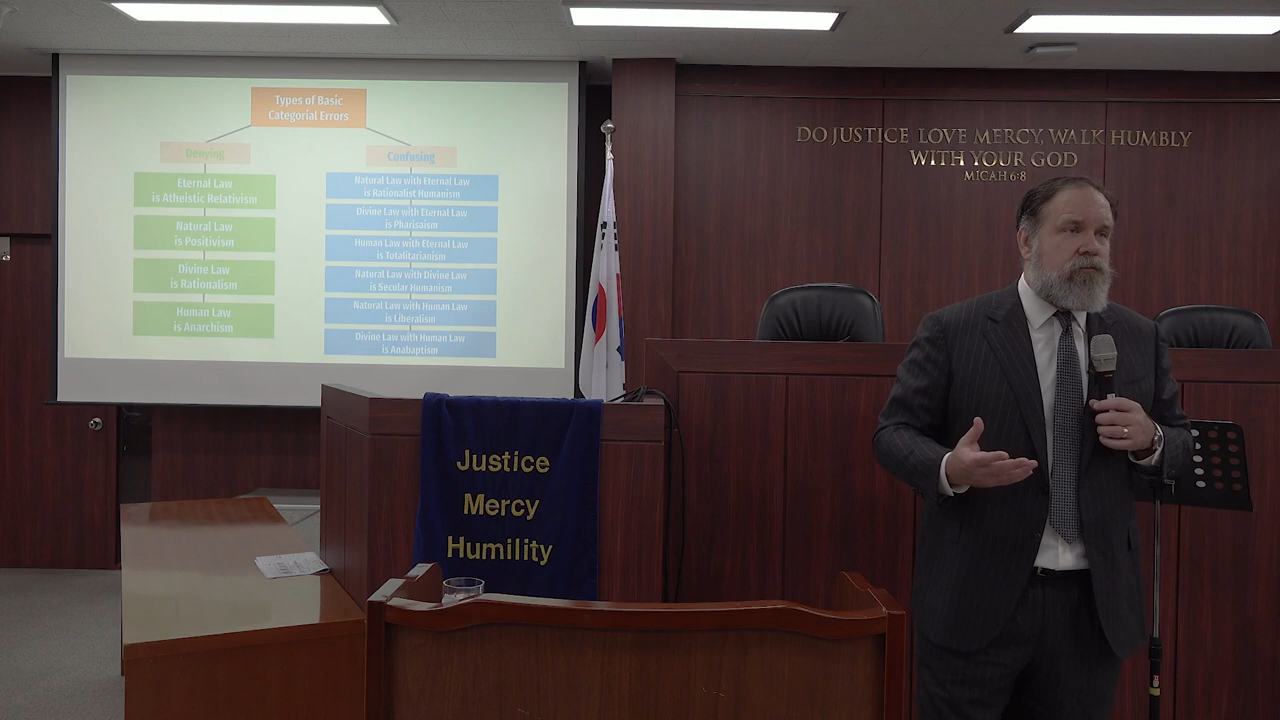 Types of Basic
Categorial Errors
Denying
Eternal Law
is Atheistic Relativism
Natural Law
is Positivism
Divine Law
is Rationalism
Human Law
is Anarchism
Confusing
Natural Law with Eternal Law
is Rationalist Humanism
Divine Law with Eternal Law
is Pharisaism
Human Law with Eternal Law
is Totalitarianism
Natural Law with Divine Law
is Secular Humanism
Natural Law with Human Law
is Liberalism
Divine Law with Human Law
is Anabaptism
DO JUSTICE LOVE MERCY, WALK HUMBLY
WITH YOUR GOD
MICAH 6:8
Justice
Mercy
Humility